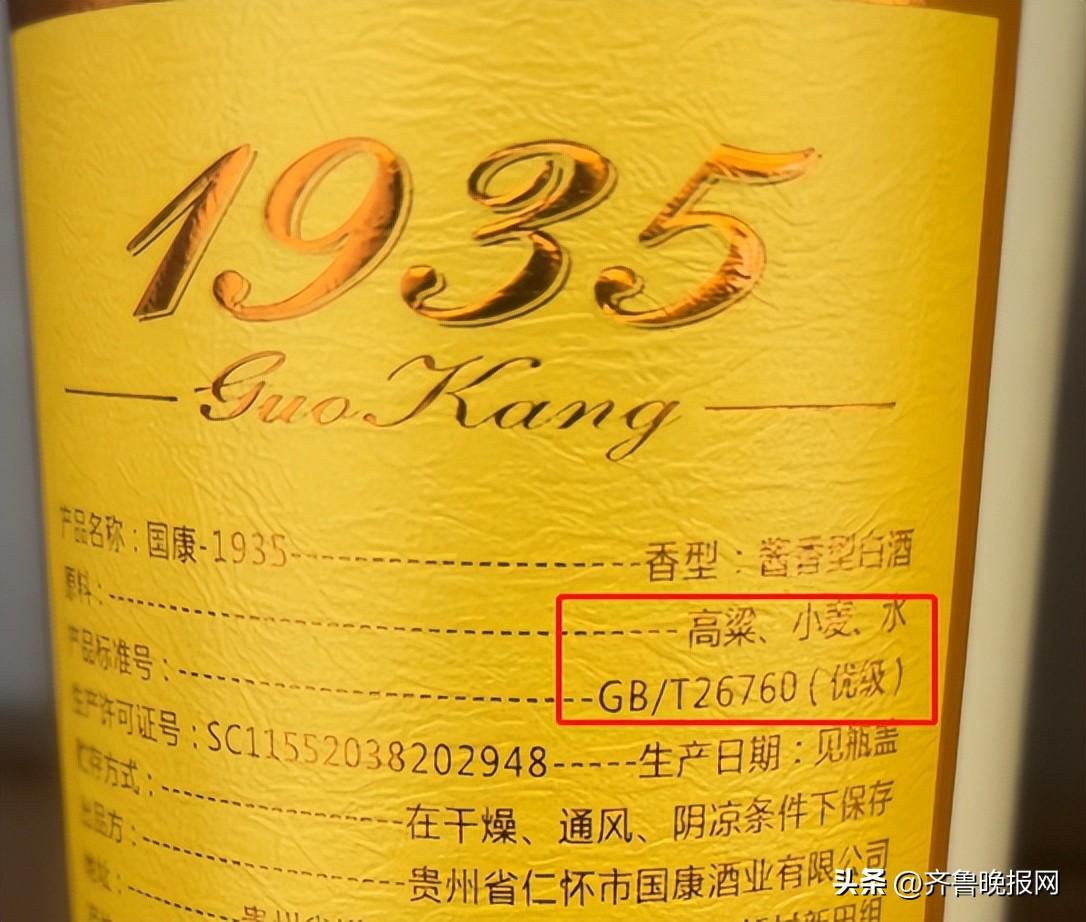 1935
Guo Kang
产品名称：国康-1935 香型：酱香型白酒
原料： 高粱、小麦、水
产品标准号： GB/T26760（优级）
生产许可证号：SC11552038202948 生产日期：见瓶盖
贮存方式： 在干燥、通风、阴凉条件下保存
出品方： 贵州省仁怀市国康酒业有限公司
地址：
头条 @齐鲁晚报网